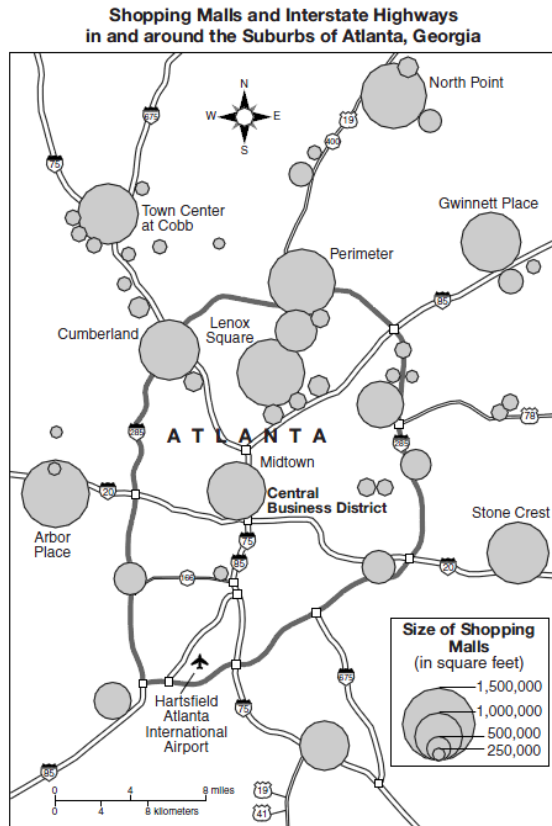 Shopping Malls and Interstate Highways
in and around the Suburbs of Atlanta, Georgia
North Point
19
400
N
W E
S
675
75
Town Center
at Cobb
Gwinnett Place
Perimeter
85
Cumberland
Lenox
Square
285
ATLANTA
78
285
Midtown
Central
Business District
20
Arbor
Place
75
Stone Crest
85
20
166
Hartsfield
Atlanta
International
Airport
675
75
85
19
41
0 4 8 miles
0 4 8 kilometers
Size of Shopping
Malls
(in square feet)
1,500,000
1,000,000
500,000
250,000